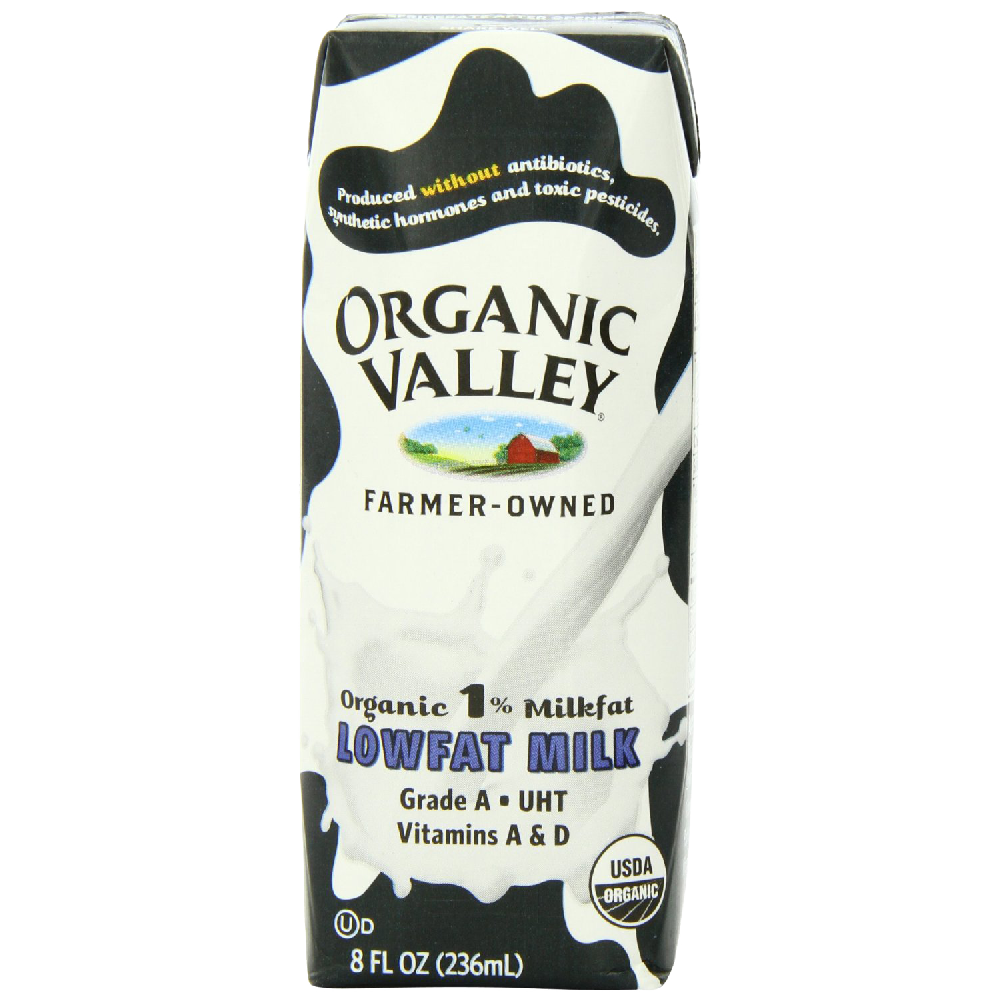 Produced without antibiotics,
synthetic hormones and toxic pesticides.
ORGANIC
VALLEY®
FARMER-OWNED
Organic 1% Milkfat
LOWFAT MILK
Grade A • UHT
Vitamins A & D
USDA
ORGANIC
U D
8 FL OZ (236mL)